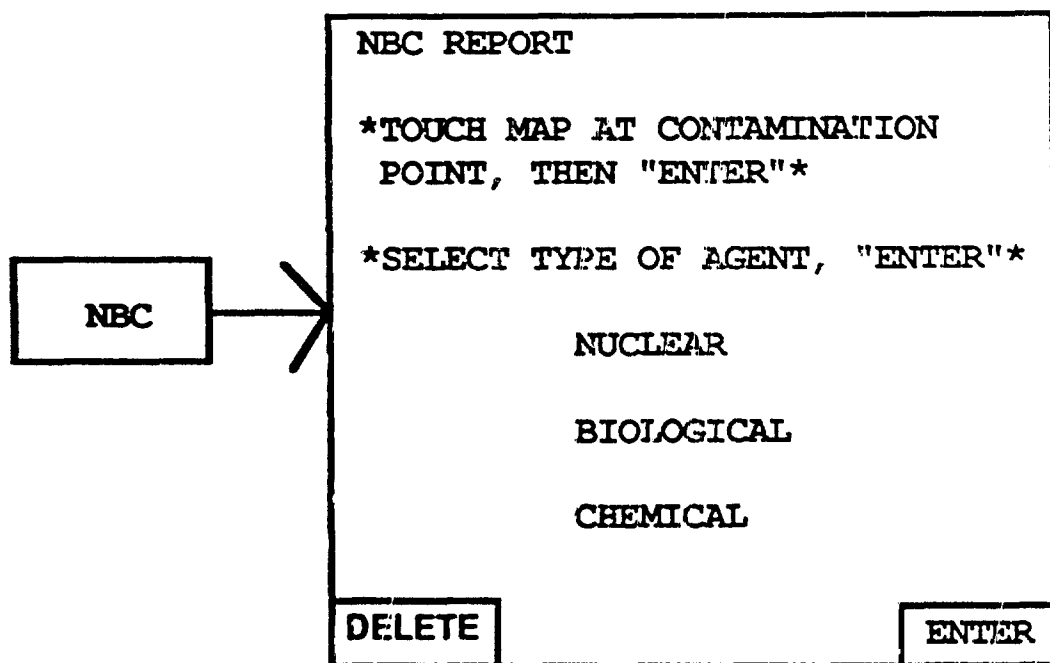 NBC REPORT
*TOUCH MAP AT CONTAMINATION
POINT, THEN "ENTER"*
*SELECT TYPE OF AGENT, "ENTER"*
NBC
NUCLEAR
BIOLOGICAL
CHEMICAL
DELETE
ENTER